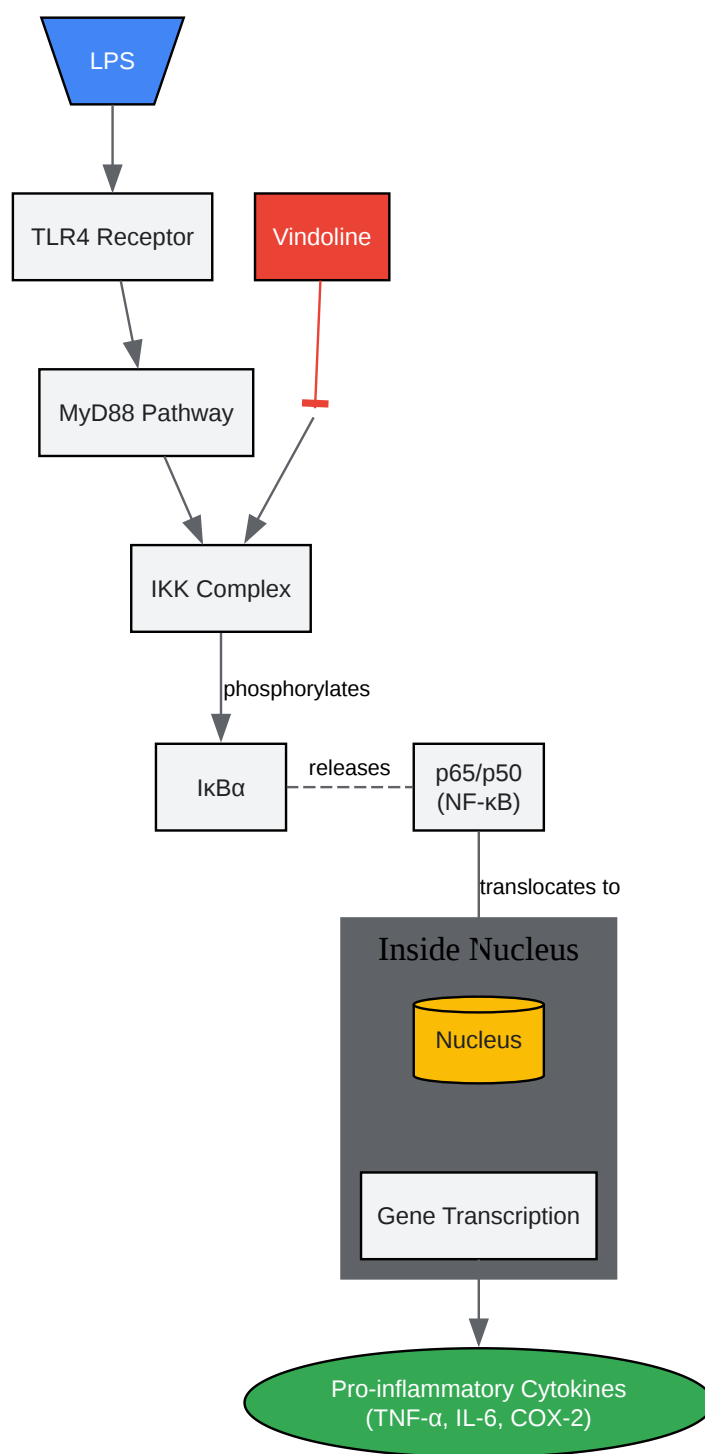 LPS
TLR4 Receptor
Vindoline
MyD88 Pathway
IKK Complex
phosphorylates
IκBα
releases
p65/p50
(NF-κB)
translocates to
Inside Nucleus
Nucleus
Gene Transcription
Pro-inflammatory Cytokines
(TNF-α, IL-6, COX-2)